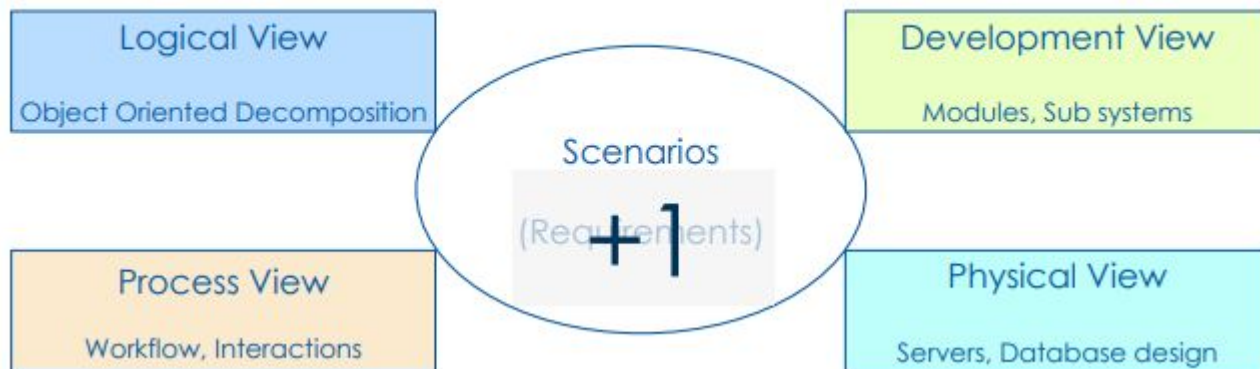 Logical View
Object Oriented Decomposition
Development View
Modules, Sub systems
Scenarios
(Requirements)
+1
Process View
Workflow, Interactions
Physical View
Servers, Database design